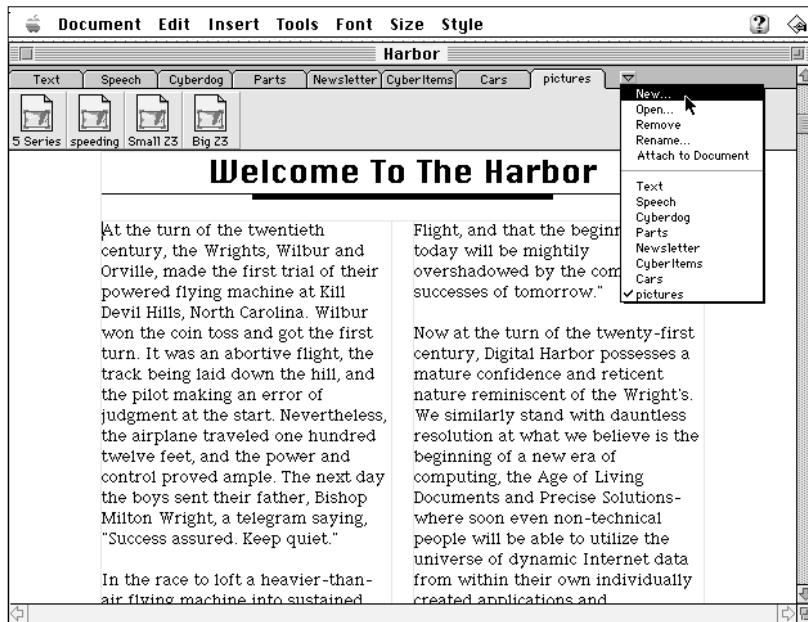 Document Edit Insert Tools Font Size Style
Harbor
Text Speech Cyberdog Parts Newsletter CyberItems Cars pictures
5 Series speeding Small Z3 Big Z3
New...
Open...
Remove
Rename...
Attach to Document
Text
Speech
Cyberdog
Parts
Newsletter
CyberItems
Cars
pictures
Welcome To The Harbor
At the turn of the twentieth
century, the Wrights, Wilbur and
Orville, made the first trial of their
powered flying machine at Kill
Devil Hills, North Carolina. Wilbur
won the coin toss and got the first
turn. It was an abortive flight, the
track being laid down the hill, and
the pilot making an error of
judgment at the start. Nevertheless,
the airplane traveled one hundred
twelve feet, and the power and
control proved ample. The next day
the boys sent their father, Bishop
Milton Wright, a telegram saying,
"Success assured. Keep quiet."
In the race to loft a heavier-than-
air flying machine into sustained
Flight, and that the beginn
today will be mightily
overshadowed by the com
successes of tomorrow."
Now at the turn of the twenty-first
century, Digital Harbor possesses a
mature confidence and reticent
nature reminiscent of the Wright's.
We similarly stand with dauntless
resolution at what we believe is the
beginning of a new era of
computing, the Age of Living
Documents and Precise Solutions-
where soon even non-technical
people will be able to utilize the
universe of dynamic Internet data
from within their own individually
created applications and